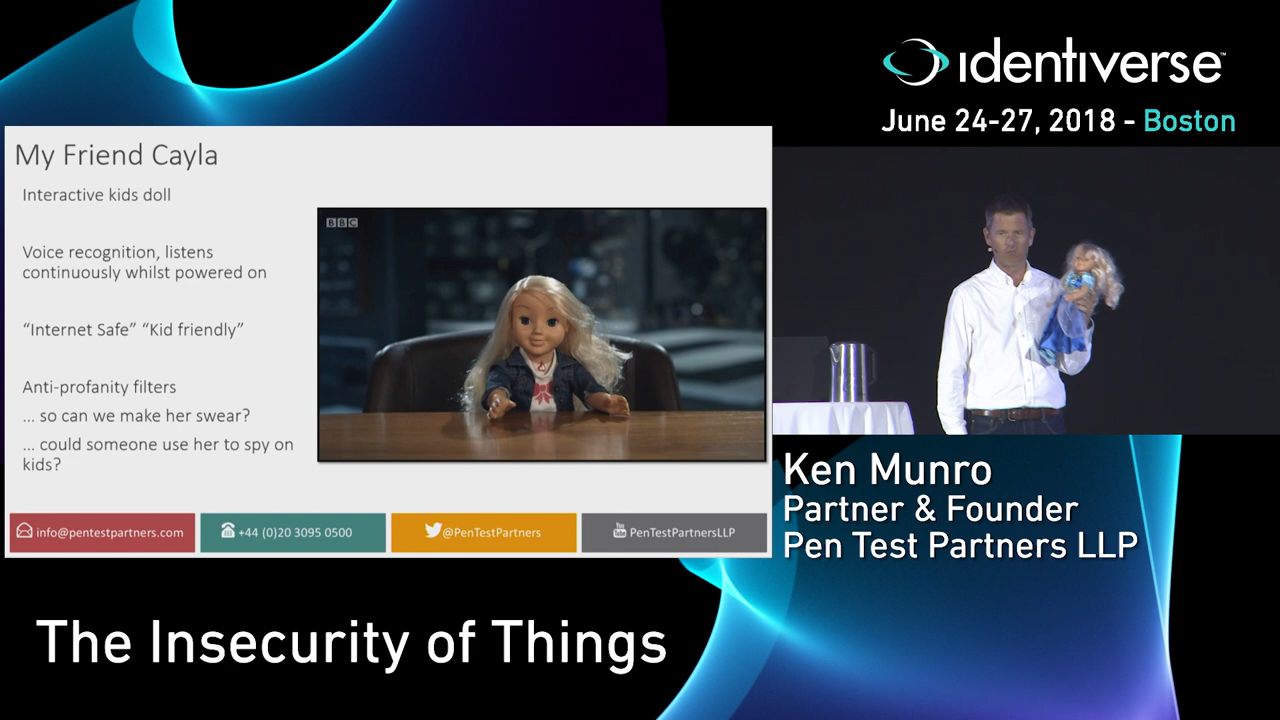 identiverse™
June 24-27, 2018 - Boston
My Friend Cayla
Interactive kids doll
Voice recognition, listens
continuously whilst powered on
“Internet Safe” “Kid friendly”
Anti-profanity filters
… so can we make her swear?
… could someone use her to spy on
kids?
BBC
info@pentestpartners.com
+44 (0)20 3095 0500
@PenTestPartners
You Tube PenTestPartnersLLP
Ken Munro
Partner & Founder
Pen Test Partners LLP
The Insecurity of Things